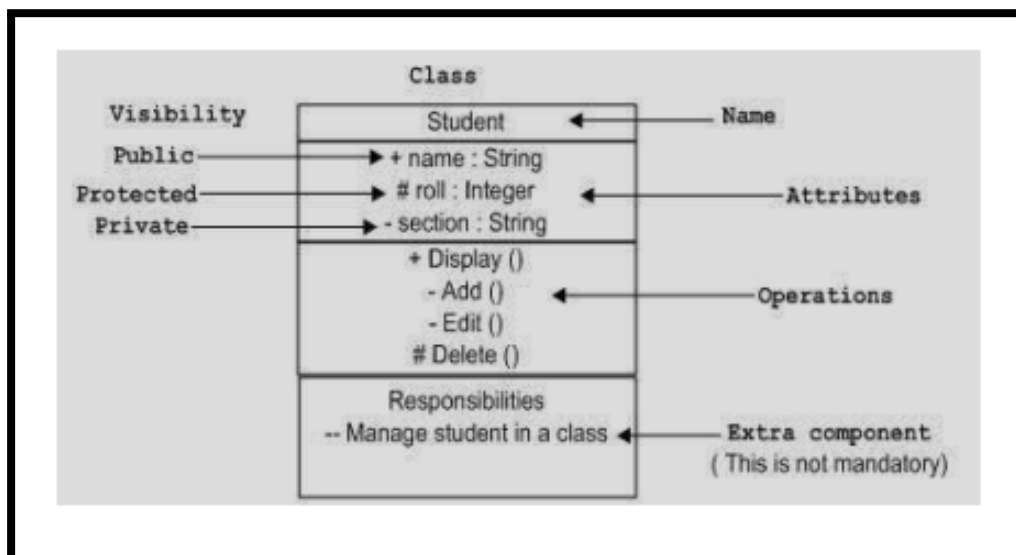 Class
Visibility
Student
Name
Public
+ name : String
Protected
# roll : Integer
Attributes
Private
- section : String
+ Display ()
- Add ()
Operations
- Edit ()
# Delete ()
Responsibilities
-- Manage student in a class
Extra component
( This is not mandatory)